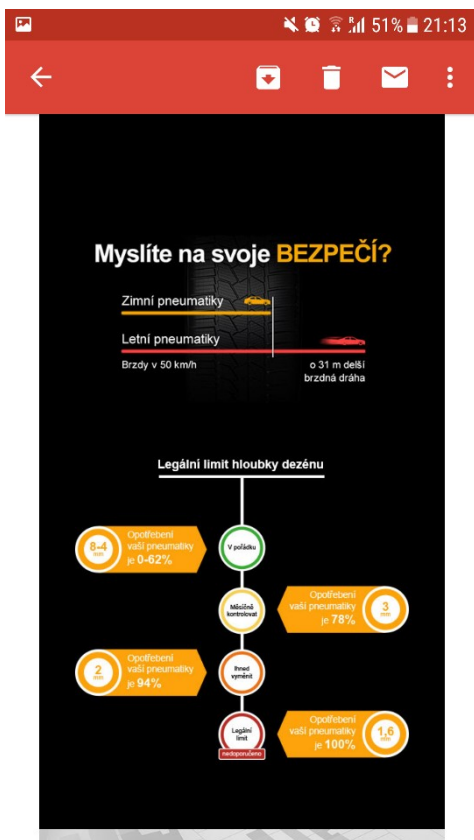 51% 21:13
Myslíte na svoje BEZPEČÍ?
Zimní pneumatiky
Letní pneumatiky
Brzdy v 50 km/h
o 31 m delší
brzdná dráha
Legální limit hloubky dezénu
8-4
mm
Opotřebení
vaší pneumatiky
je 0-62%
V pořádku
Měsíčně
kontrolovat
Opotřebení
vaší pneumatiky
je 78%
3
mm
2
mm
Opotřebení
vaší pneumatiky
je 94%
Ihned
vyměnit
Legální
limit
nedoporučeno
Opotřebení
vaší pneumatiky
je 100%
1,6
mm